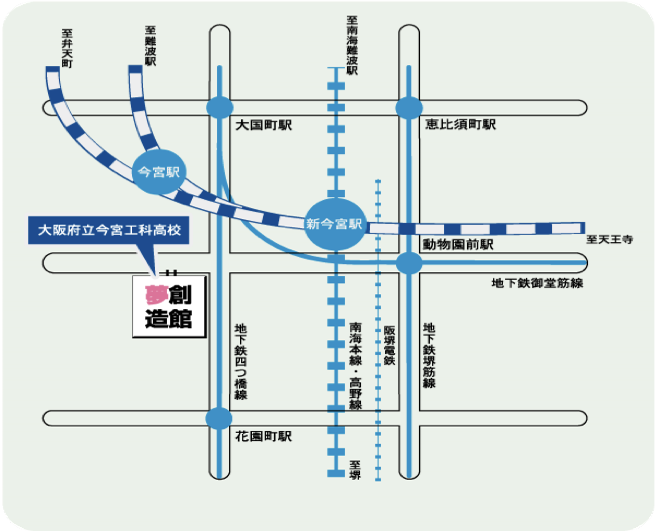 至弁天町
至難波駅
至南海難波駅
大国町駅
恵比須町駅
今宮駅
新今宮駅
大阪府立今宮工科高校
動物園前駅
至天王寺
地下鉄御堂筋線
夢創
造館
地下鉄四つ橋線
南海本線・高野線
阪堺電鉄
地下鉄堺筋線
花園町駅
至堺